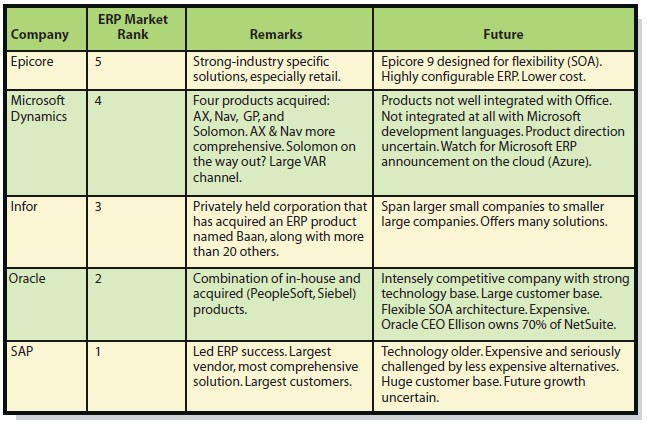 Company
ERP Market
Rank
Remarks
Future
Epicore
5
Strong-industry specific
solutions, especially retail.
Epicore 9 designed for flexibility (SOA).
Highly configurable ERP. Lower cost.
Microsoft
Dynamics
4
Four products acquired:
AX, Nav, GP, and
Solomon. AX & Nav more
comprehensive. Solomon on
the way out? Large VAR
channel.
Products not well integrated with Office.
Not integrated at all with Microsoft
development languages. Product direction
uncertain. Watch for Microsoft ERP
announcement on the cloud (Azure).
Infor
3
Privately held corporation that
has acquired an ERP product
named Baan, along with more
than 20 others.
Span larger small companies to smaller
large companies. Offers many solutions.
Oracle
2
Combination of in-house and
acquired (PeopleSoft, Siebel)
products.
Intensely competitive company with strong
technology base. Large customer base.
Flexible SOA architecture. Expensive.
Oracle CEO Ellison owns 70% of NetSuite.
SAP
1
Led ERP success. Largest
vendor, most comprehensive
solution. Largest customers.
Technology older. Expensive and seriously
challenged by less expensive alternatives.
Huge customer base. Future growth
uncertain.